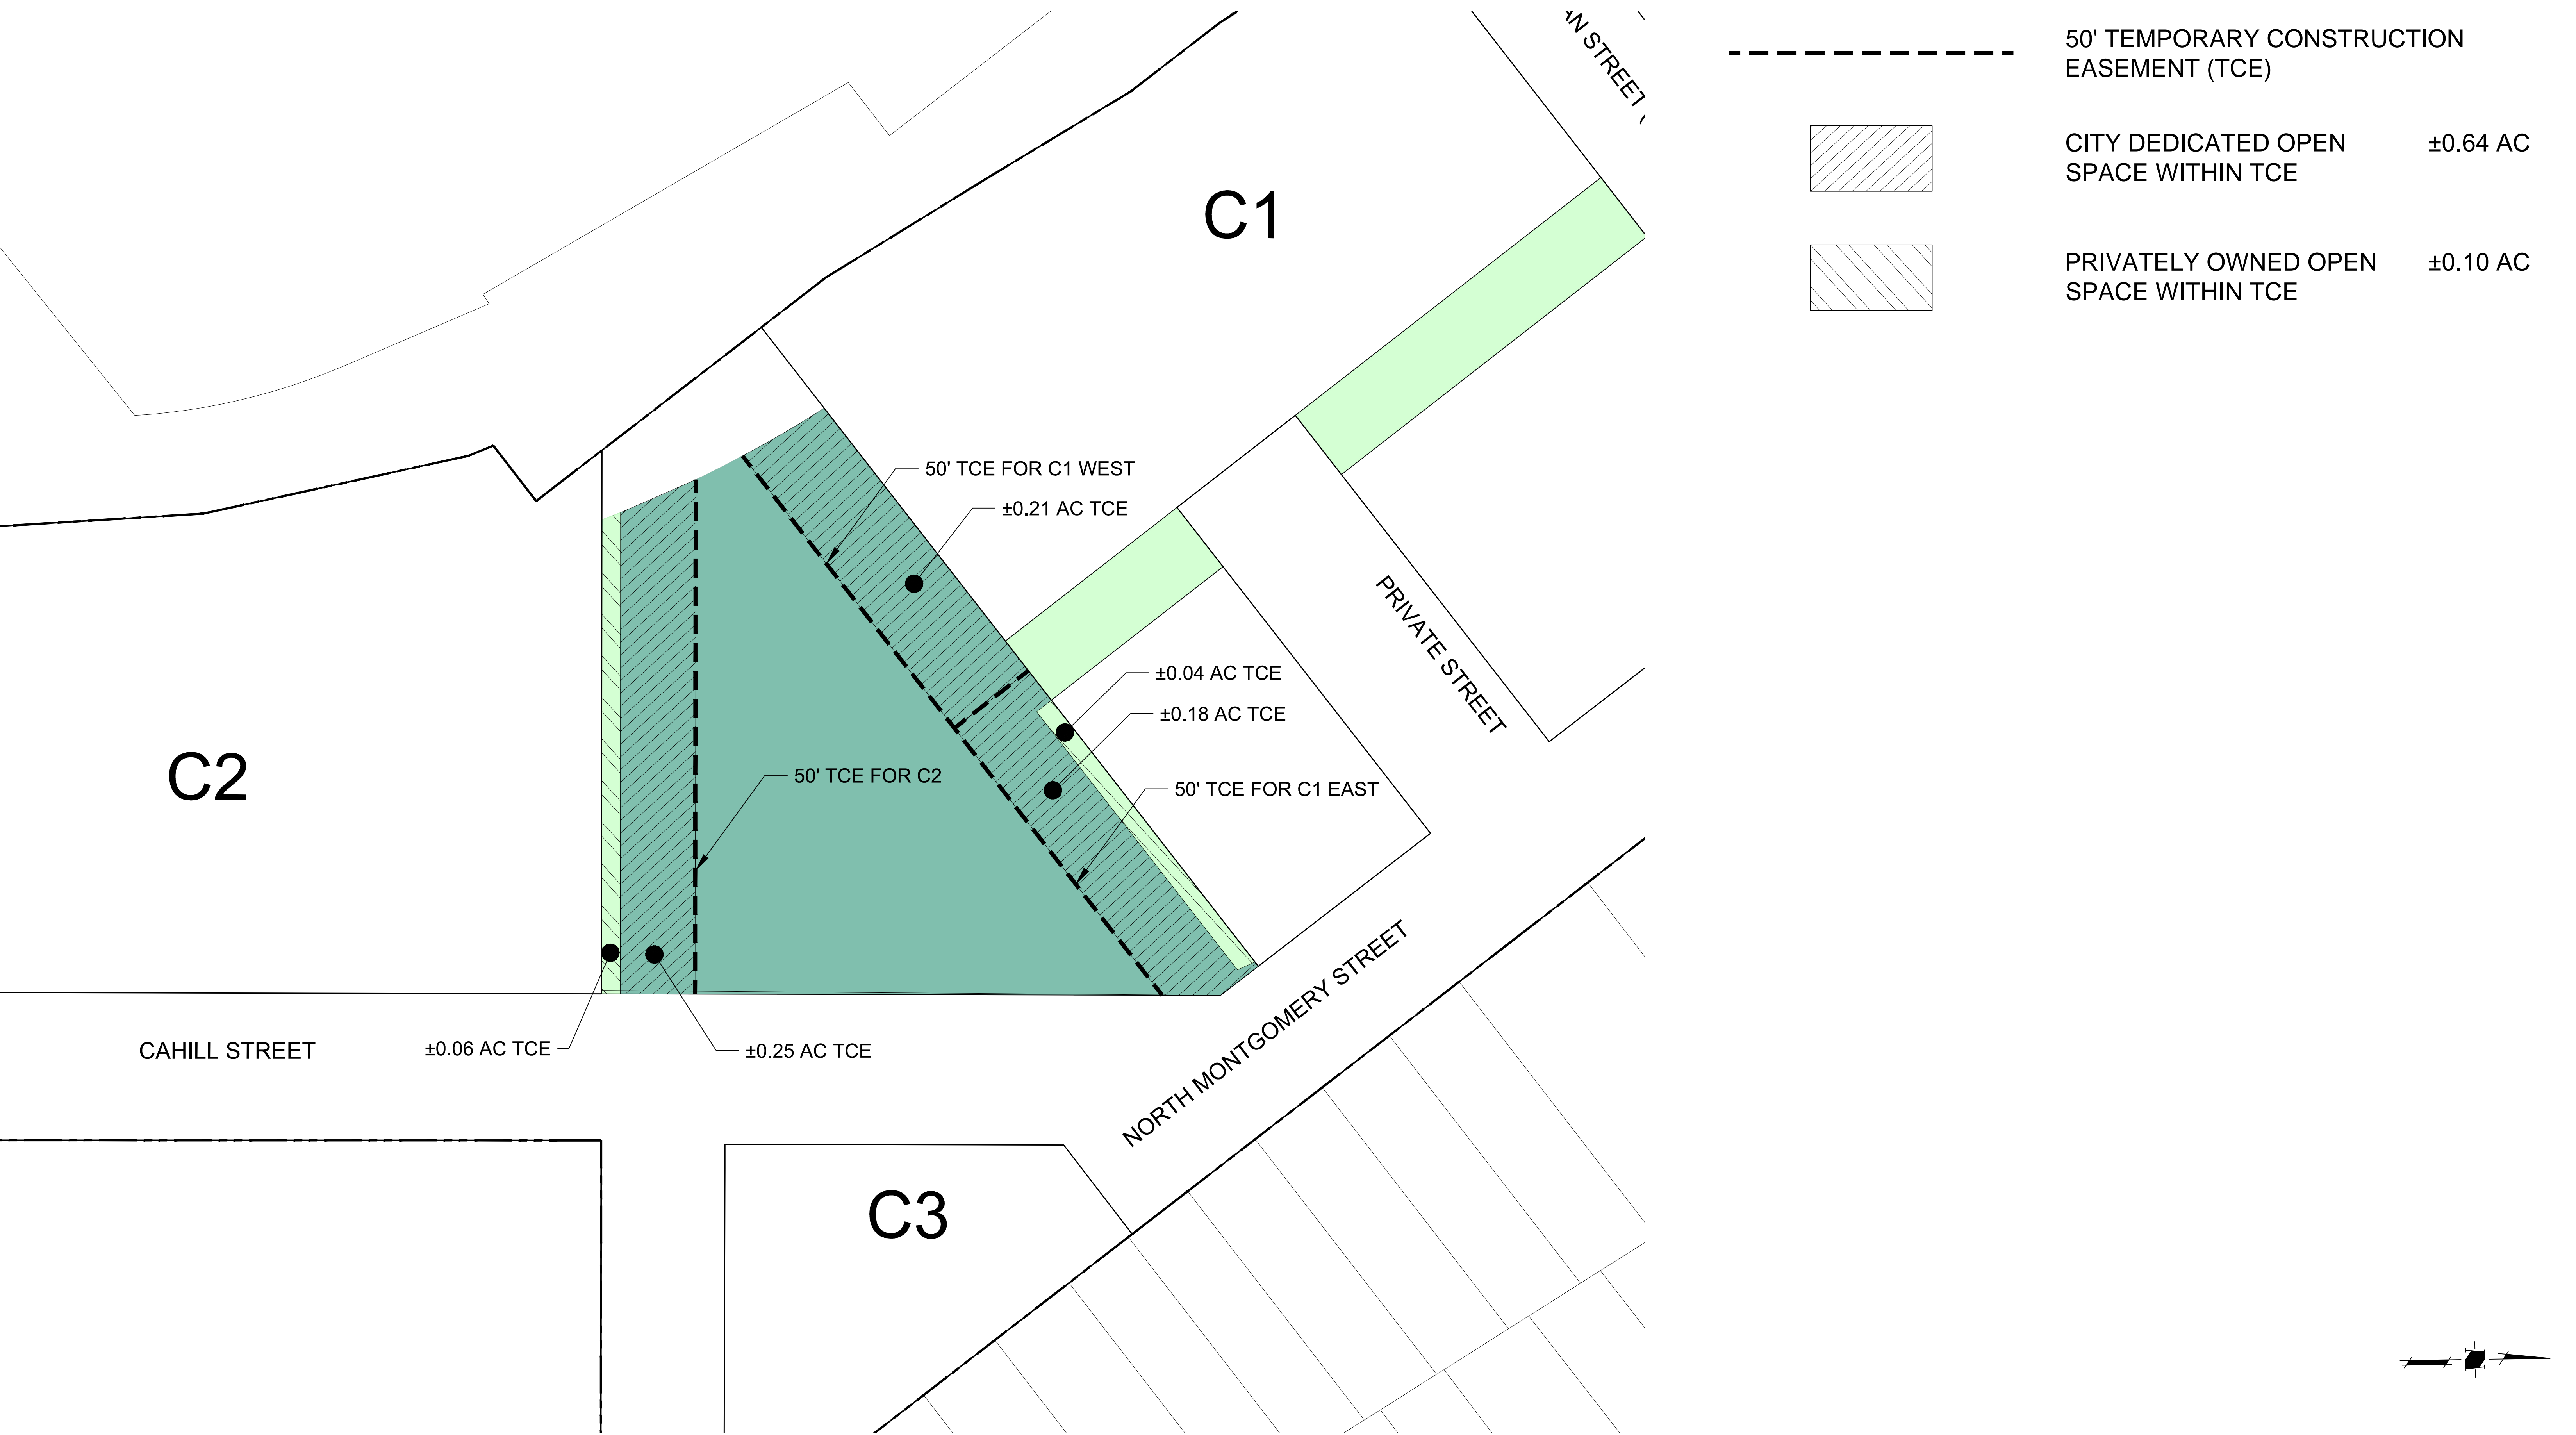 AN STREET (
50' TEMPORARY CONSTRUCTION
EASEMENT (TCE)
CITY DEDICATED OPEN ±0.64 AC
SPACE WITHIN TCE
PRIVATELY OWNED OPEN ±0.10 AC
SPACE WITHIN TCE
C1
50' TCE FOR C1 WEST
±0.21 AC TCE
PRIVATE STREET
±0.04 AC TCE
±0.18 AC TCE
C2
50' TCE FOR C2
50' TCE FOR C1 EAST
NORTH MONTGOMERY STREET
CAHILL STREET
±0.06 AC TCE
±0.25 AC TCE
C3